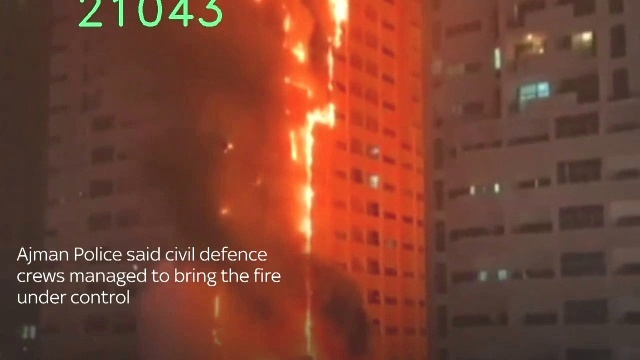 21043
Ajman Police said civil defence
crews managed to bring the fire
under control